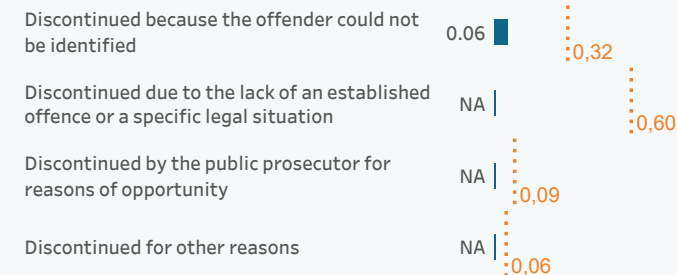 Discontinued because the offender could not
be identified
0.06
0,32
Discontinued due to the lack of an established
offence or a specific legal situation
NA
0,60
Discontinued by the public prosecutor for
reasons of opportunity
NA
0,09
Discontinued for other reasons
NA
0,06